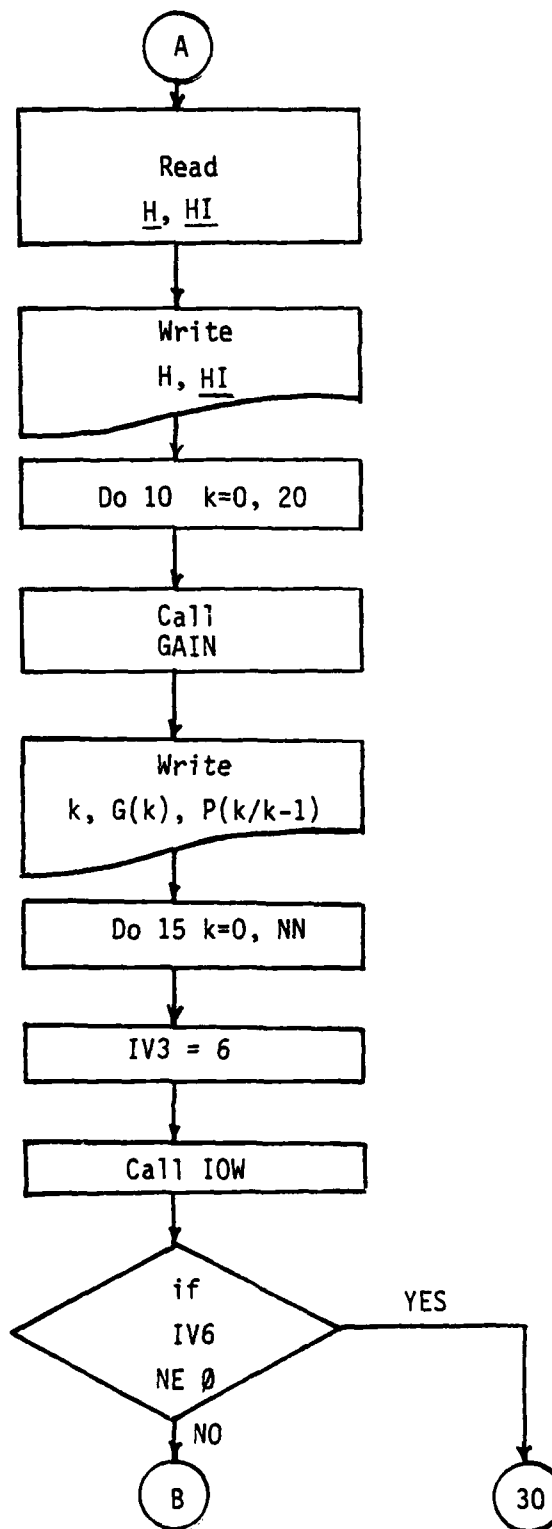 A
Read
H, HI
Write
H, HI
Do 10 k=0, 20
Call
GAIN
Write
k, G(k), P(k/k-1)
Do 15 k=0, NN
IV3 = 6
Call IOW
if
IV6
NE Ø
YES
NO
B
30